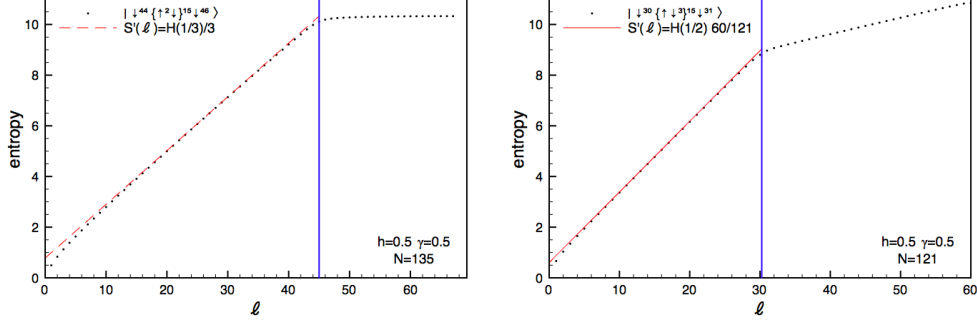 | ↓⁴⁴ {↑² ↓}¹⁵ ↓⁴⁶ ⟩
S'(ℓ)=H(1/3)/3
10
8
6
4
2
0
entropy
h=0.5 γ=0.5
N=135
0 10 20 30 40 50 60
ℓ
| ↓³⁰ {↑ ↓³}¹⁵ ↓³¹ ⟩
S'(ℓ)=H(1/2) 60/121
10
8
6
4
2
0
entropy
h=0.5 γ=0.5
N=121
0 10 20 30 40 50 60
ℓ